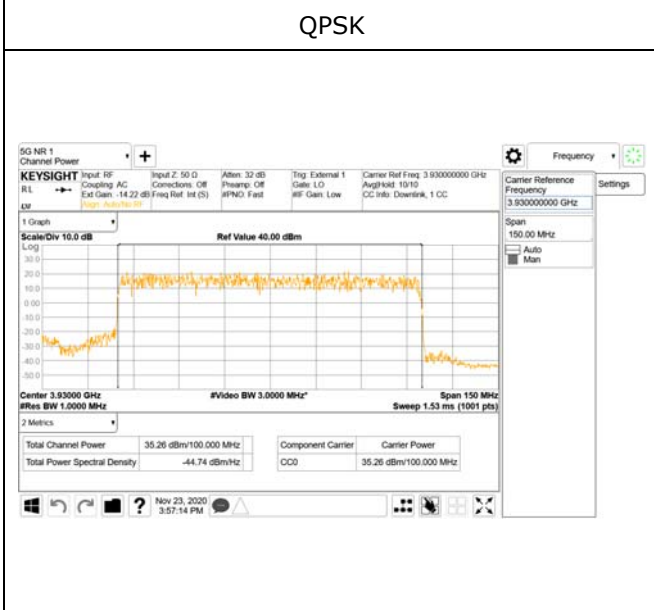 QPSK
5G NR 1
Channel Power
Frequency
KEYSIGHT
RL
Input: RF
Coupling: AC
Ext Gain: -14.22 dB
Align: Auto/No RF
Input Z: 50 Ω
Corrections: Off
Freq Ref: Int (S)
Atten: 32 dB
Preamp: Off
#PNO: Fast
Trig: External 1
Gate: LO
#IF Gain: Low
Carrier Ref Freq: 3.930000000 GHz
Avg|Hold: 10/10
CC Info: Downlink, 1 CC
Carrier Reference
Frequency
3.930000000 GHz
Settings
Span
150.00 MHz
Auto
Man
1 Graph
Scale/Div 10.0 dB
Ref Value 40.00 dBm
Log
30.0
20.0
10.0
0.00
-10.0
-20.0
-30.0
-40.0
-50.0
Center 3.93000 GHz
#Video BW 3.0000 MHz*
Span 150 MHz
#Res BW 1.0000 MHz
Sweep 1.53 ms (1001 pts)
2 Metrics
Total Channel Power 35.26 dBm/100.000 MHz
Total Power Spectral Density -44.74 dBm/Hz
Component Carrier Carrier Power
CC0 35.26 dBm/100.000 MHz
?
Nov 23, 2020
3:57:14 PM